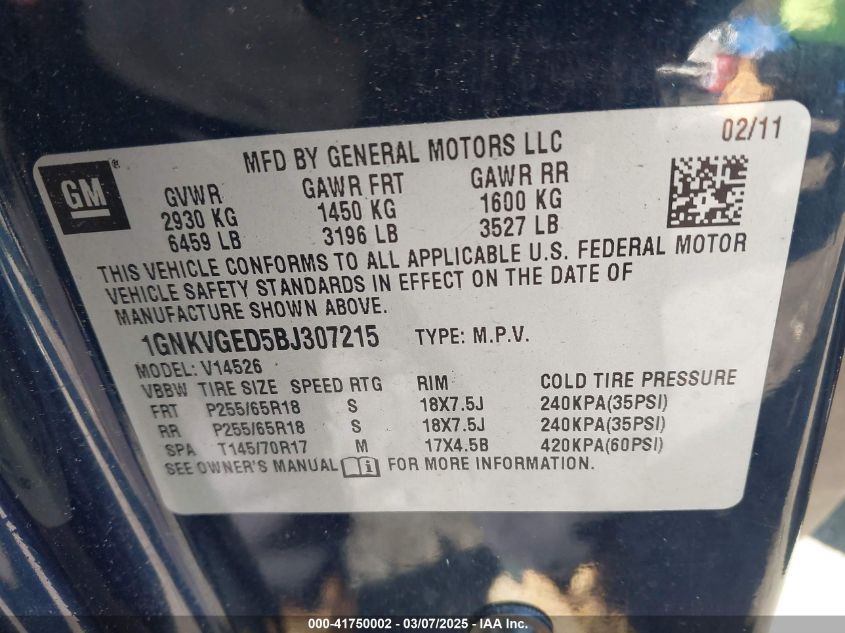 MFD BY GENERAL MOTORS LLC 02/11
GM®
GVWR GAWR FRT GAWR RR
2930 KG 1450 KG 1600 KG
6459 LB 3196 LB 3527 LB
THIS VEHICLE CONFORMS TO ALL APPLICABLE U.S. FEDERAL MOTOR
VEHICLE SAFETY STANDARDS IN EFFECT ON THE DATE OF
MANUFACTURE SHOWN ABOVE.
1GNKVGED5BJ307215 TYPE: M.P.V.
MODEL: V14526
VBBW TIRE SIZE SPEED RTG RIM COLD TIRE PRESSURE
FRT P255/65R18 S 18X7.5J 240KPA(35PSI)
RR P255/65R18 S 18X7.5J 240KPA(35PSI)
SPA T145/70R17 M 17X4.5B 420KPA(60PSI)
SEE OWNER'S MANUAL FOR MORE INFORMATION.
000-41750002 - 03/07/2025 - IAAI.COM